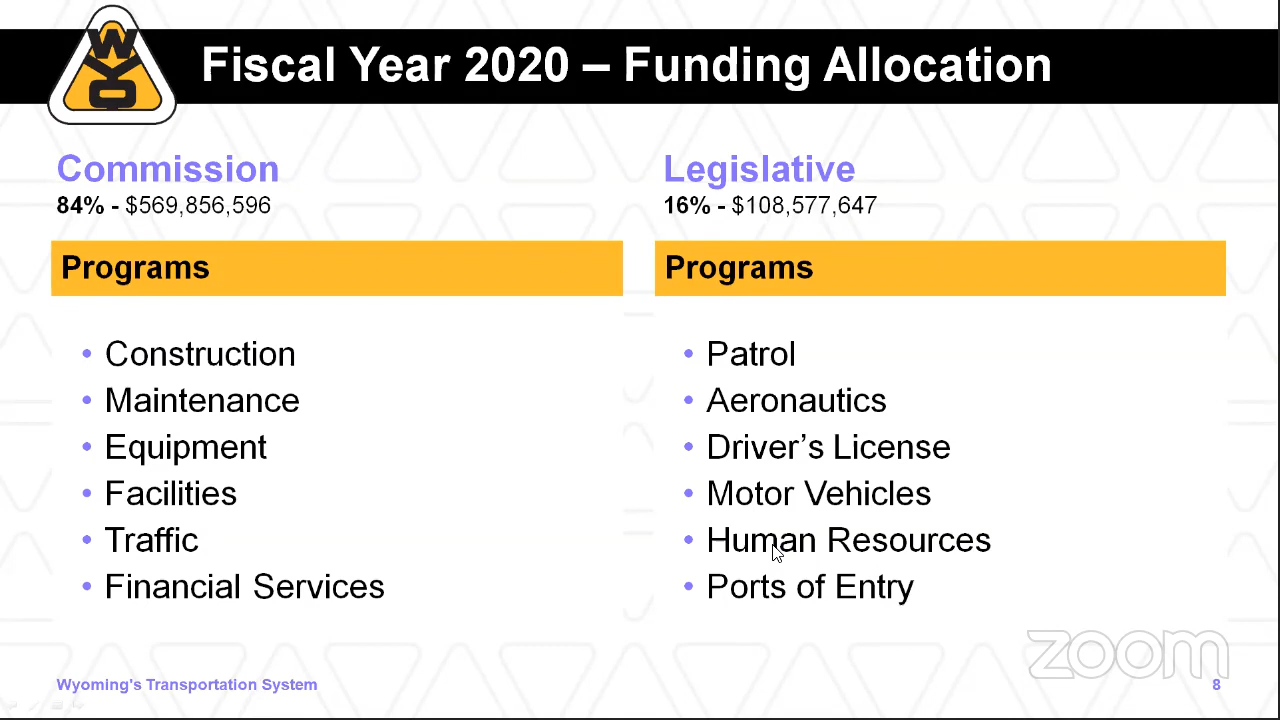 WYO
Fiscal Year 2020 – Funding Allocation
Commission
84% - $569,856,596
Programs
• Construction
• Maintenance
• Equipment
• Facilities
• Traffic
• Financial Services
Legislative
16% - $108,577,647
Programs
• Patrol
• Aeronautics
• Driver’s License
• Motor Vehicles
• Human Resources
• Ports of Entry
zoom
Wyoming's Transportation System
8